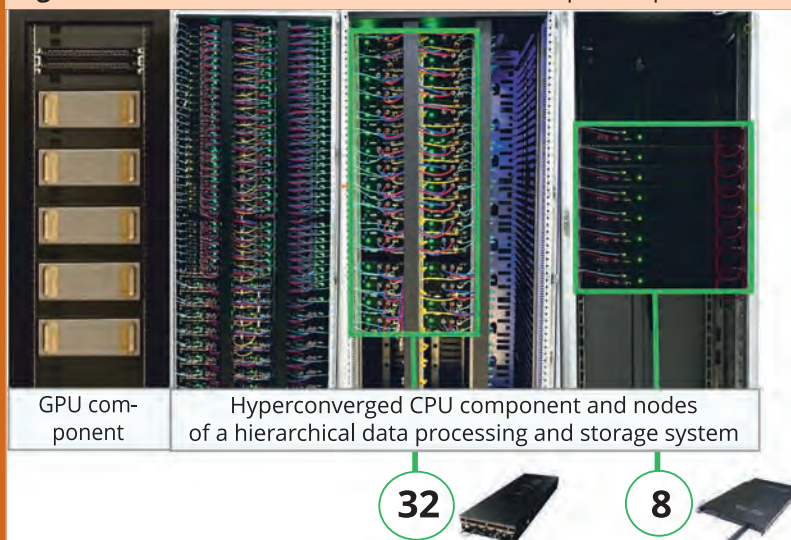 GPU com-
ponent
Hyperconverged CPU component and nodes
of a hierarchical data processing and storage system
32
8